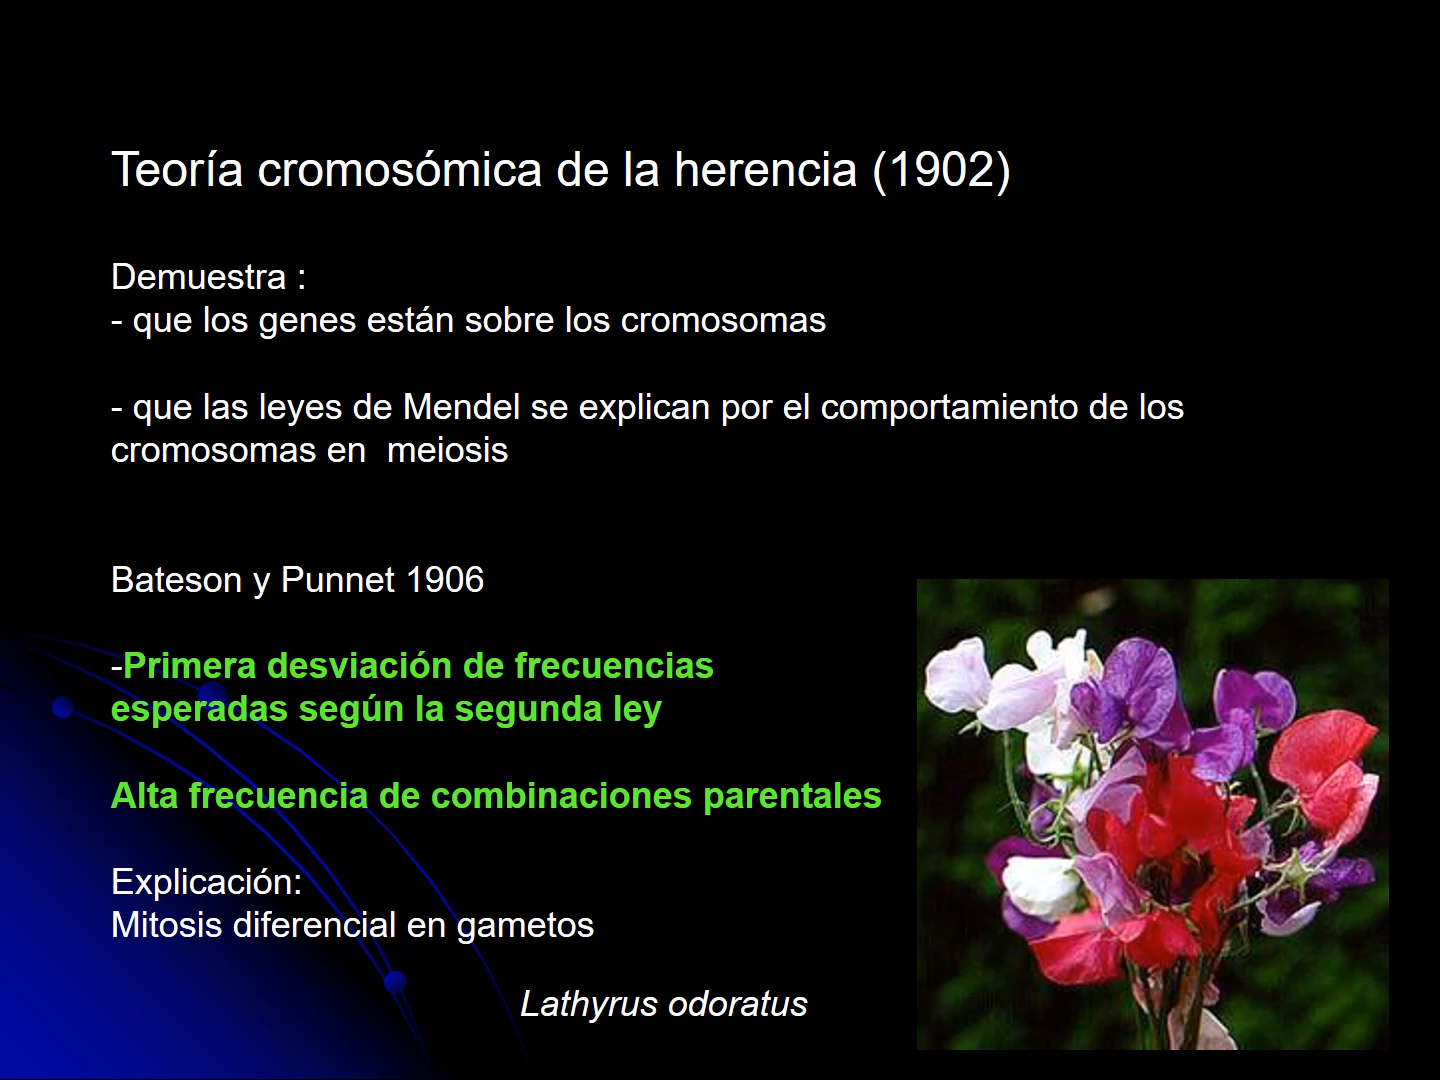 Teoría cromosómica de la herencia (1902)
Demuestra :
- que los genes están sobre los cromosomas
- que las leyes de Mendel se explican por el comportamiento de los
cromosomas en  meiosis
Bateson y Punnet 1906
-Primera desviación de frecuencias
esperadas según la segunda ley
Alta frecuencia de combinaciones parentales
Explicación:
Mitosis diferencial en gametos
Lathyrus odoratus